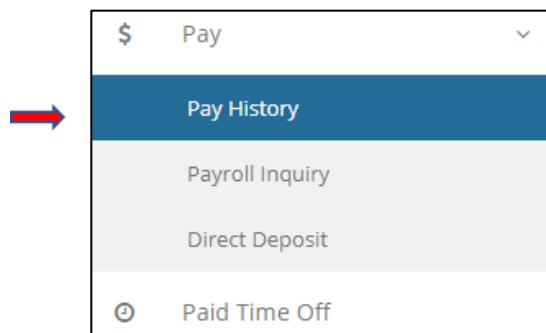 $ Pay
Pay History
Payroll Inquiry
Direct Deposit
Paid Time Off